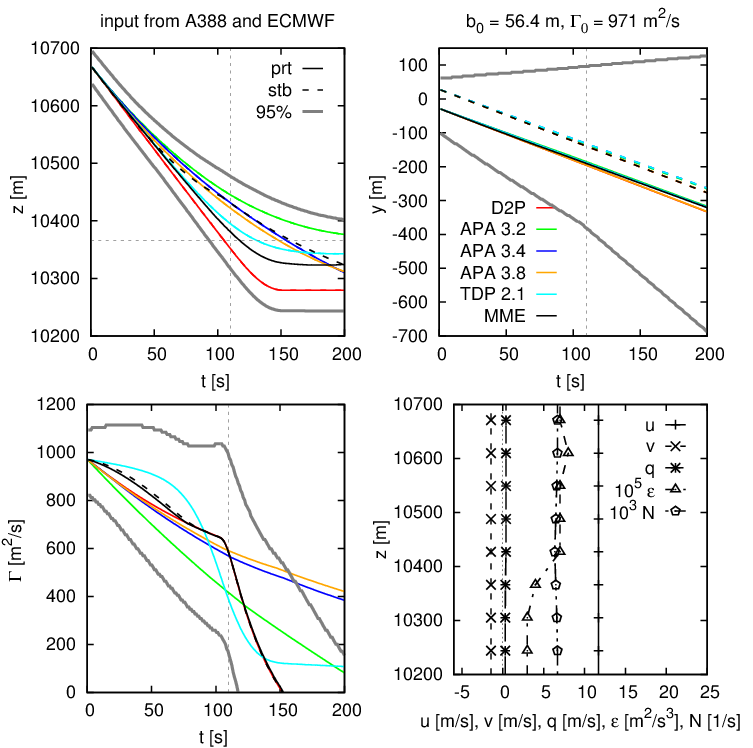 input from A388 and ECMWF
b0 = 56.4 m, Γ0 = 971 m²/s
10700
10600
10500
10400
10300
10200
z [m]
prt
stb
95%
0
50
100
150
200
t [s]
100
0
-100
-200
-300
-400
-500
-600
-700
y [m]
D2P
APA 3.2
APA 3.4
APA 3.8
TDP 2.1
MME
0
50
100
150
200
t [s]
1200
1000
800
600
400
200
0
Γ [m²/s]
0
50
100
150
200
t [s]
10700
10600
10500
10400
10300
10200
z [m]
u
v
q
10⁵ ε
10³ N
-5
0
5
10
15
20
25
u [m/s], v [m/s], q [m/s], ε [m²/s³], N [1/s]